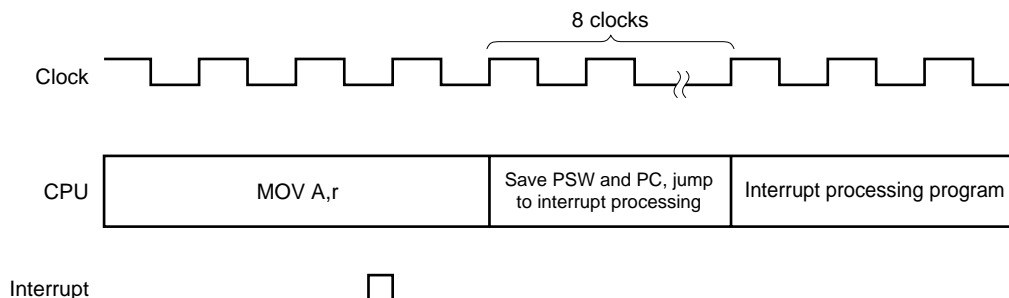 8 clocks
Clock
CPU
MOV A,r
Save PSW and PC, jump
to interrupt processing
Interrupt processing program
Interrupt